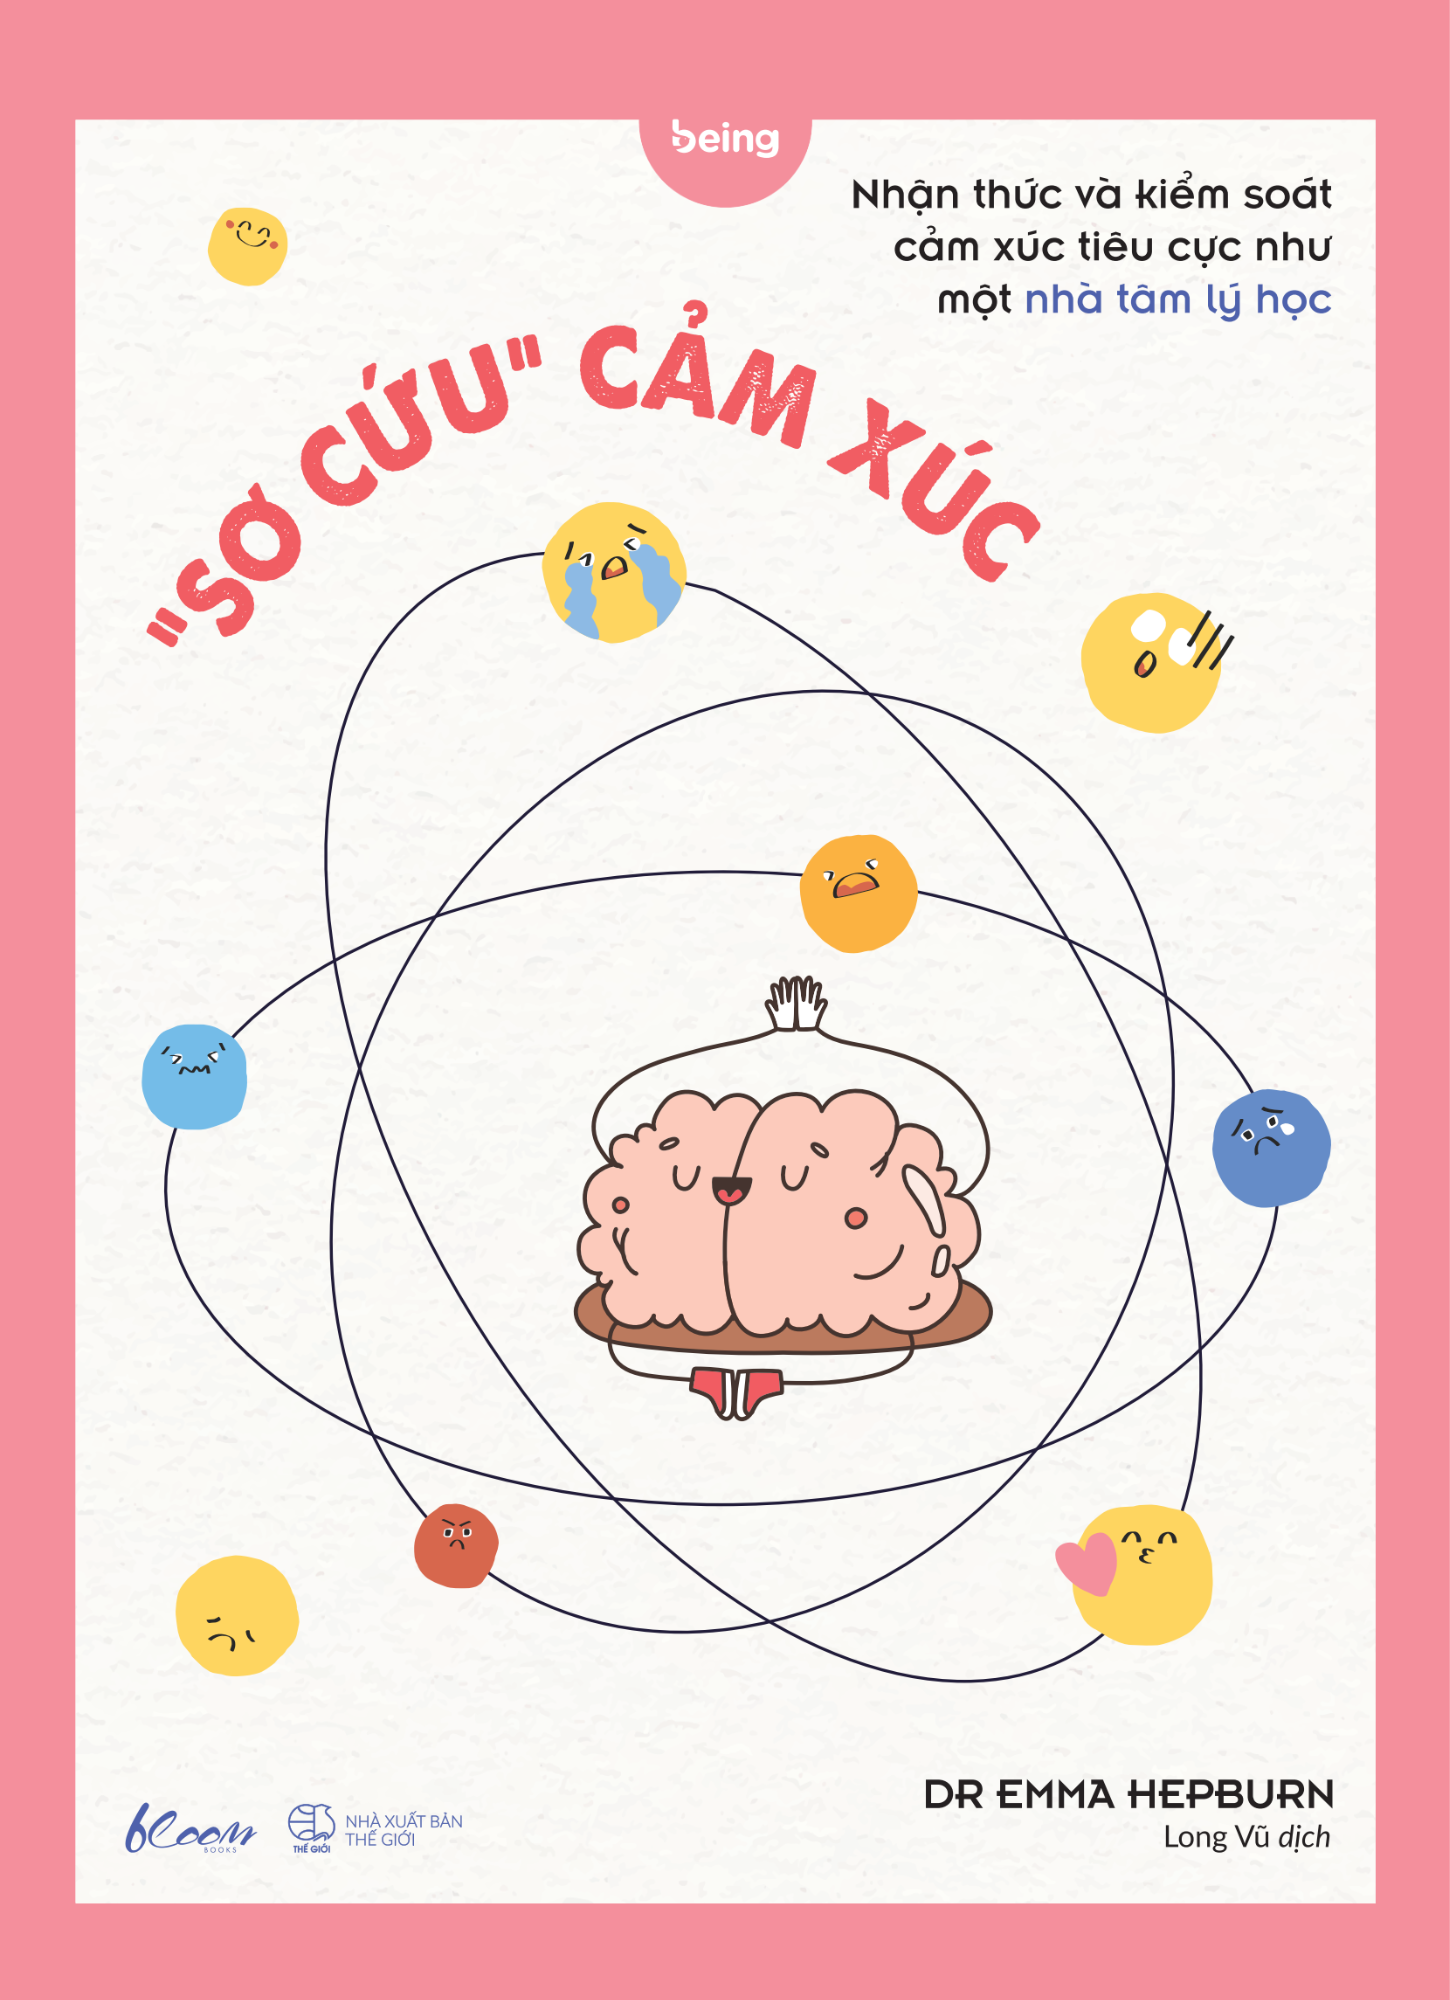 being
Nhận thức và kiểm soát
cảm xúc tiêu cực như
một nhà tâm lý học
"SƠ CỨU" CẢM XÚC
DR EMMA HEPBURN
Long Vũ dịch
bloom
BOOKS
THẾ GIỚI
NHÀ XUẤT BẢN
THẾ GIỚI